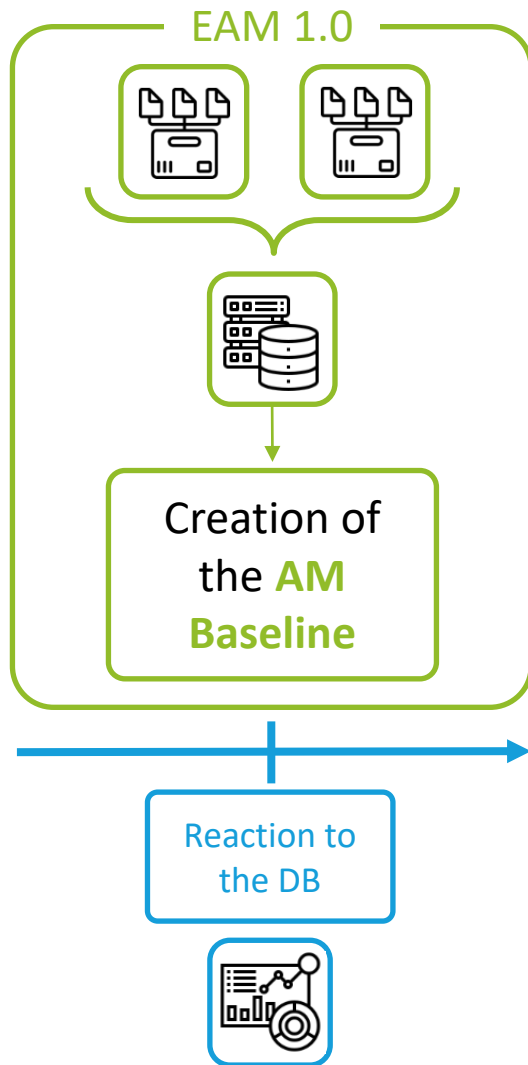 EAM 1.0
Creation of
the AM
Baseline
Reaction to
the DB